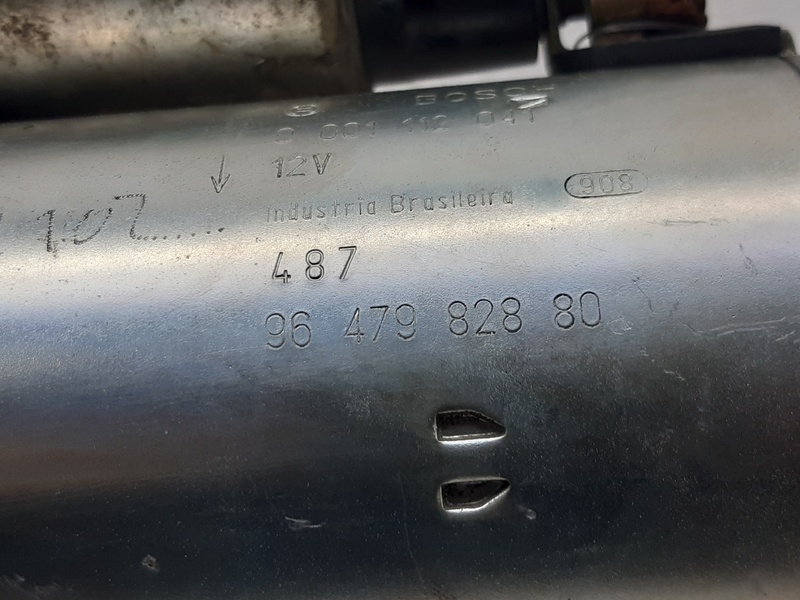 BOSCH
0 001 112 041
12V
Industria Brasileira
908
487
96 479 828 80